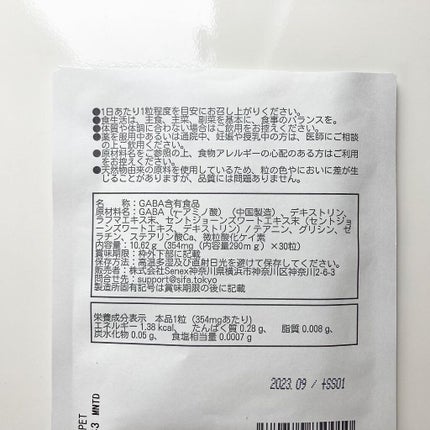 ●1日あたり1粒程度を目安にお召し上がりください。
●食生活は、主食、主菜、副菜を基本に、食事のバランスを。
●体質や体調に合わない場合はご飲用をお控えください。
●薬を服用中あるいは通院中、妊娠や授乳中の方は、医師にご相談
の上ご飲用ください。
●原材料名をご参照の上、食物アレルギーの心配のある方はご利用
をお控えください。
●天然物由来の原料を使用しているため、粒の色やにおいに差が生
じることがありますが、品質には問題ありません。
名 称：GABA含有食品
原材料名：GABA（γ-アミノ酸）（中国製造）、デキストリン、
ラフマエキス末、セントジョーンズワートエキス末（セントジョ
ーンズワートエキス、デキストリン）/ テアニン、グリシン、ゼ
ラチン、ステアリン酸Ca、微粒酸化ケイ素
内容量：10.62ｇ（354mg（内容量290mg）×30粒）
賞味期限：枠外下部に記載
保存方法：高温多湿及び直射日光を避けて保存してください。
販売者：株式会社Senex神奈川県横浜市神奈川区神奈川2-6-3
問合せ先：support@sifa.tokyo
製造所固有記号は賞味期限の後に記載
栄養成分表示 本品1粒（354mgあたり）
エネルギー 1.38 kcal、 たんぱく質 0.28 g、 脂質 0.008 g、
炭水化物 0.05 g、 食塩相当量 0.0007 g
2023.09 / +SS01
PET
3 MNTD